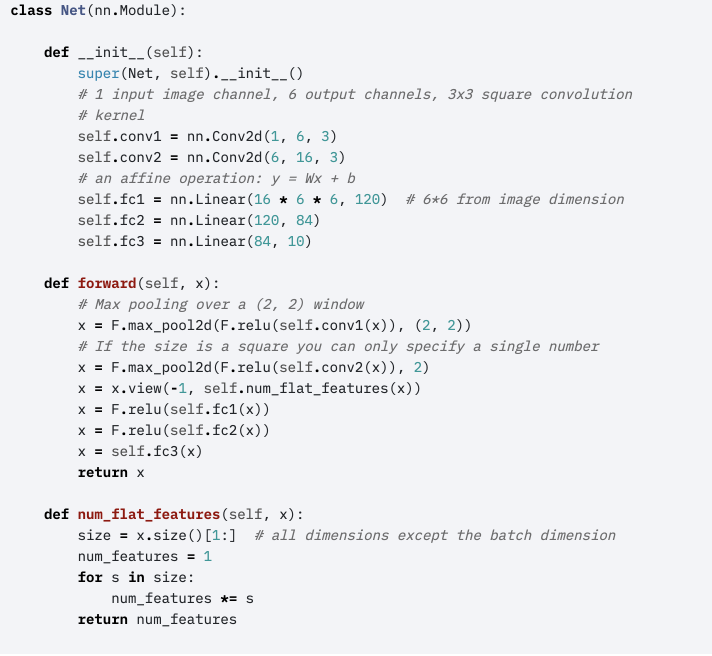 class Net(nn.Module):

    def __init__(self):
        super(Net, self).__init__()
        # 1 input image channel, 6 output channels, 3x3 square convolution
        # kernel
        self.conv1 = nn.Conv2d(1, 6, 3)
        self.conv2 = nn.Conv2d(6, 16, 3)
        # an affine operation: y = Wx + b
        self.fc1 = nn.Linear(16 * 6 * 6, 120)  # 6*6 from image dimension
        self.fc2 = nn.Linear(120, 84)
        self.fc3 = nn.Linear(84, 10)

    def forward(self, x):
        # Max pooling over a (2, 2) window
        x = F.max_pool2d(F.relu(self.conv1(x)), (2, 2))
        # If the size is a square you can only specify a single number
        x = F.max_pool2d(F.relu(self.conv2(x)), 2)
        x = x.view(-1, self.num_flat_features(x))
        x = F.relu(self.fc1(x))
        x = F.relu(self.fc2(x))
        x = self.fc3(x)
        return x

    def num_flat_features(self, x):
        size = x.size()[1:]  # all dimensions except the batch dimension
        num_features = 1
        for s in size:
            num_features *= s
        return num_features